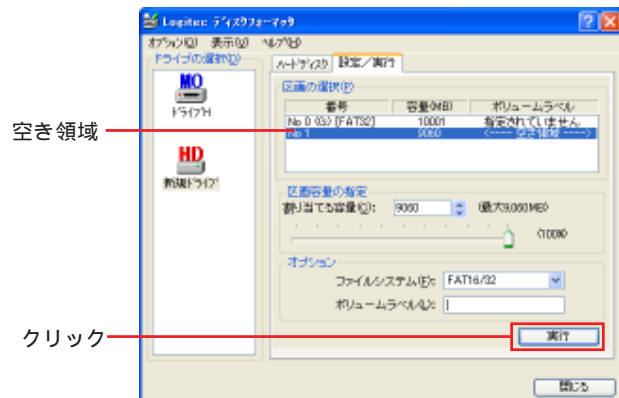 Logitec ディスクフォーマッタ
オプション(O) 表示(V) ヘルプ(H)
ドライブの選択(D)
ハードディスク 設定/実行
MO
ドライブH
HD
新規ドライブ
区画の選択(P)
番号 容量(MB) ボリュームラベル
No 0 (G:) [FAT32] 10001 指定されていません
No 1 9060 <---- 空き領域 ---->
空き領域
区画容量の指定
割り当てる容量(C): 9060 (最大9,060MB)
(100%)
オプション
ファイルシステム(F): FAT16/32
ボリュームラベル(L):
クリック
実行
閉じる